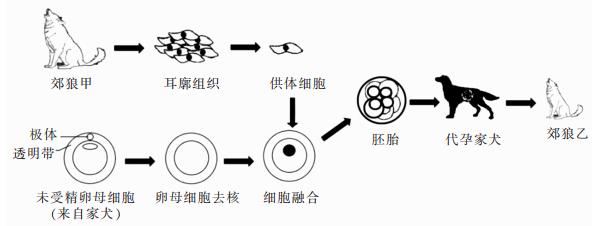 郊狼甲
耳廓组织
供体细胞
极体
透明带
未受精卵母细胞
(来自家犬)
卵母细胞去核
细胞融合
胚胎
代孕家犬
郊狼乙